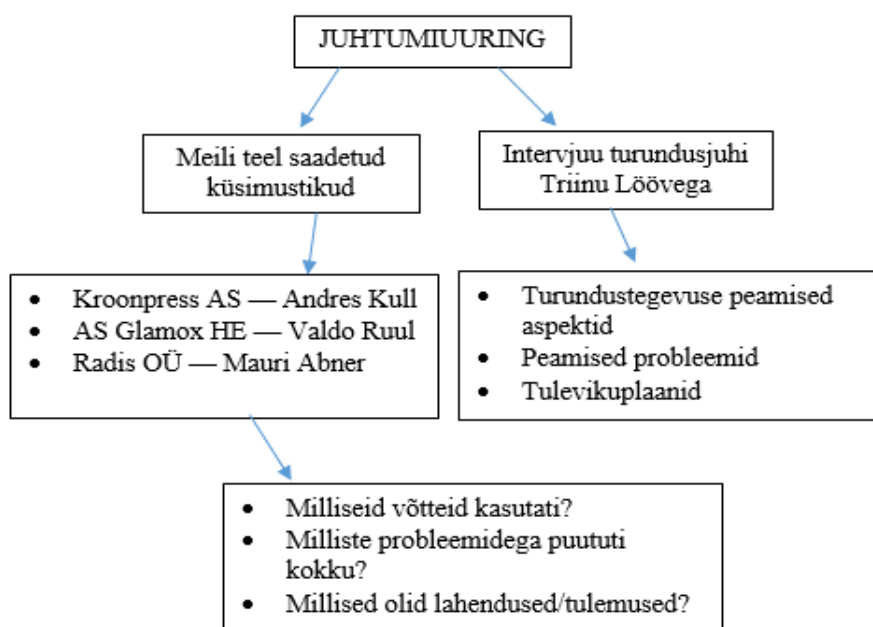 JUHTUMIUURING
Meili teel saadetud
küsimustikud
Intervjuu turundusjuhi
Triinu Löövega
• Kroonpress AS — Andres Kull
• AS Glamox HE — Valdo Ruul
• Radis OÜ — Mauri Abner
• Turundustegevuse peamised
aspektid
• Peamised probleemid
• Tulevikuplaanid
• Milliseid võtteid kasutati?
• Milliste probleemidega puututi
kokku?
• Millised olid lahendused/tulemused?